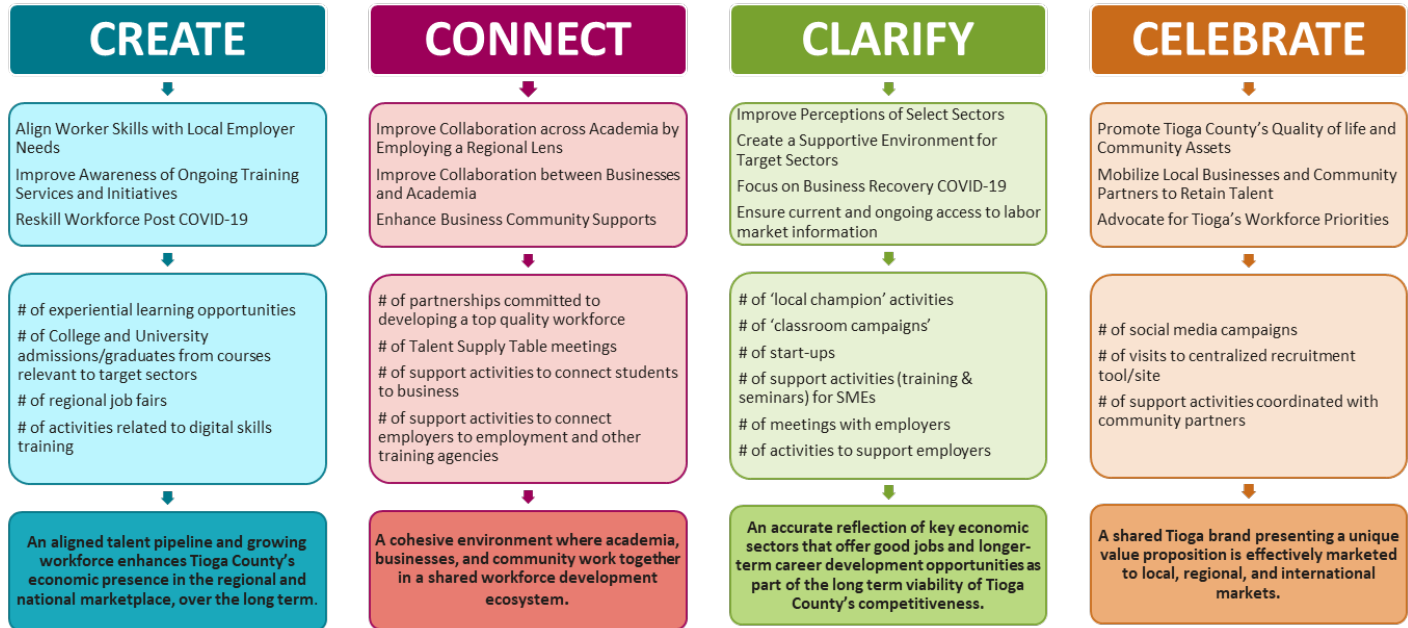 CREATE
Align Worker Skills with Local Employer
Needs
Improve Awareness of Ongoing Training
Services and Initiatives
Reskill Workforce Post COVID-19
# of experiential learning opportunities
# of College and University
admissions/graduates from courses
relevant to target sectors
# of regional job fairs
# of activities related to digital skills
training
An aligned talent pipeline and growing
workforce enhances Tioga County’s
economic presence in the regional and
national marketplace, over the long term.
CONNECT
Improve Collaboration across Academia by
Employing a Regional Lens
Improve Collaboration between Businesses
and Academia
Enhance Business Community Supports
# of partnerships committed to
developing a top quality workforce
# of Talent Supply Table meetings
# of support activities to connect students
to business
# of support activities to connect
employers to employment and other
training agencies
A cohesive environment where academia,
businesses, and community work together
in a shared workforce development
ecosystem.
CLARIFY
Improve Perceptions of Select Sectors
Create a Supportive Environment for
Target Sectors
Focus on Business Recovery COVID-19
Ensure current and ongoing access to labor
market information
# of ‘local champion’ activities
# of ‘classroom campaigns’
# of start-ups
# of support activities (training &
seminars) for SMEs
# of meetings with employers
# of activities to support employers
An accurate reflection of key economic
sectors that offer good jobs and longer-
term career development opportunities as
part of the long term viability of Tioga
County’s competitiveness.
CELEBRATE
Promote Tioga County’s Quality of life and
Community Assets
Mobilize Local Businesses and Community
Partners to Retain Talent
Advocate for Tioga’s Workforce Priorities
# of social media campaigns
# of visits to centralized recruitment
tool/site
# of support activities coordinated with
community partners
A shared Tioga brand presenting a unique
value proposition is effectively marketed
to local, regional, and international
markets.